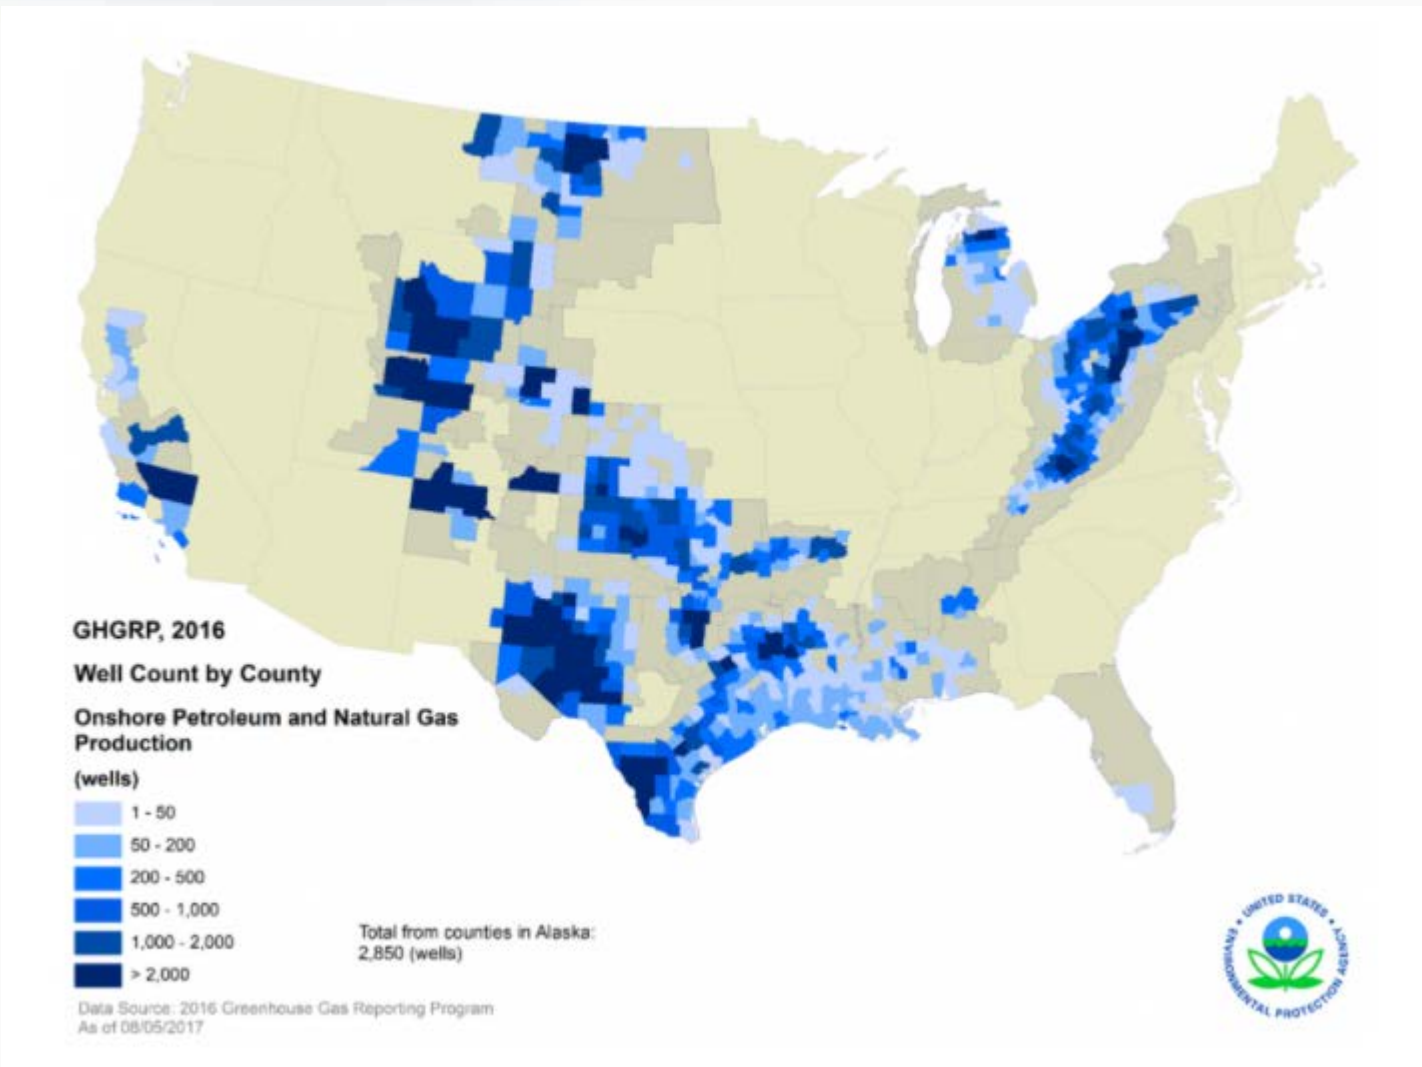 GHGRP, 2016
Well Count by County
Onshore Petroleum and Natural Gas
Production
(wells)
1 - 50
50 - 200
200 - 500
500 - 1,000
1,000 - 2,000
> 2,000
Total from counties in Alaska:
2,850 (wells)
Data Source: 2016 Greenhouse Gas Reporting Program
As of 08/05/2017
UNITED STATES
ENVIRONMENTAL PROTECTION AGENCY